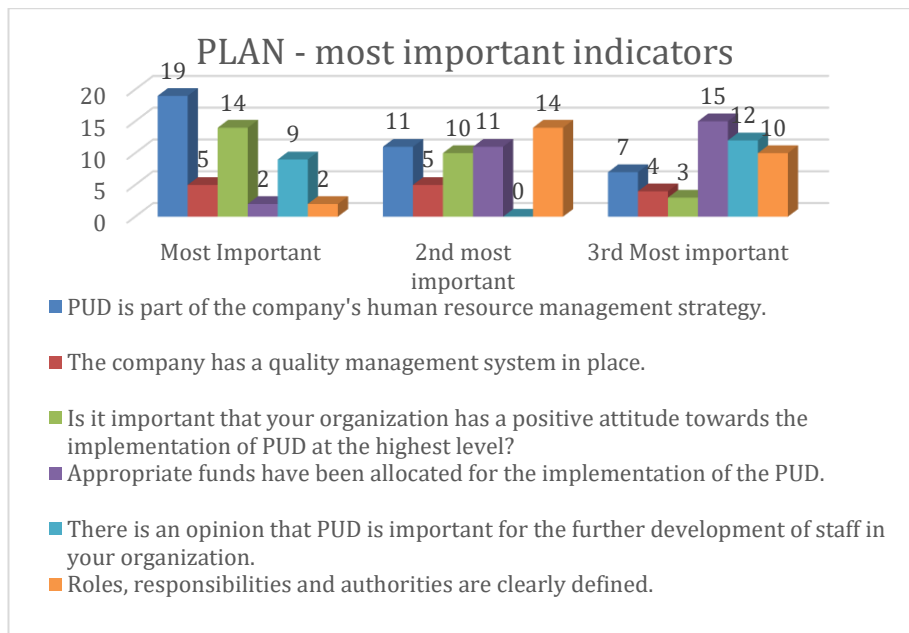 PLAN - most important indicators
19
5
14
2
9
2
11
5
10
11
0
14
7
4
3
15
12
10
20
15
10
5
0
Most Important
2nd most
important
3rd Most important
PUD is part of the company's human resource management strategy.
The company has a quality management system in place.
Is it important that your organization has a positive attitude towards the
implementation of PUD at the highest level?
Appropriate funds have been allocated for the implementation of the PUD.
There is an opinion that PUD is important for the further development of staff in
your organization.
Roles, responsibilities and authorities are clearly defined.